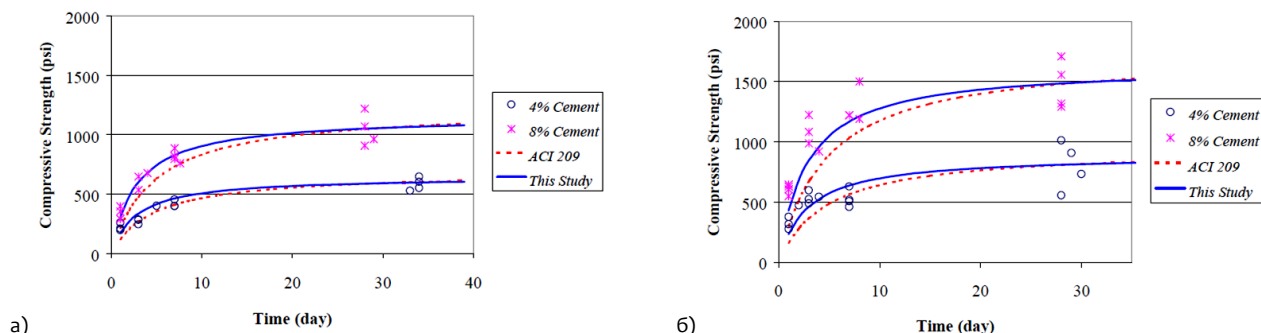 2000
1500
1000
500
0
Compressive Strength (psi)
0 10 20 30 40
Time (day)
4% Cement
8% Cement
ACI 209
This Study
а)
2000
1500
1000
500
0
Compressive Strength (psi)
0 10 20 30
Time (day)
4% Cement
8% Cement
ACI 209
This Study
б)